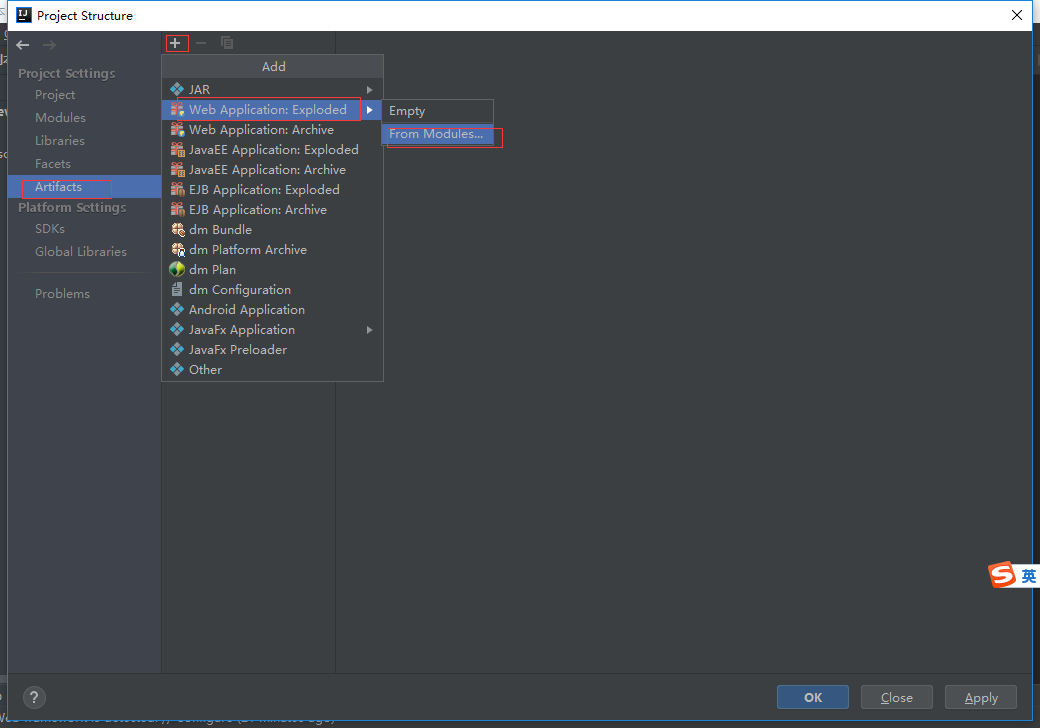 Project Structure
Project Settings
Project
Modules
Libraries
Facets
Artifacts
Platform Settings
SDKs
Global Libraries
Problems
Add
JAR
Web Application: Exploded
Web Application: Archive
JavaEE Application: Exploded
JavaEE Application: Archive
EJB Application: Exploded
EJB Application: Archive
dm Bundle
dm Platform Archive
dm Plan
dm Configuration
Android Application
JavaFx Application
JavaFx Preloader
Other
Empty
From Modules...
英
?
OK
Close
Apply